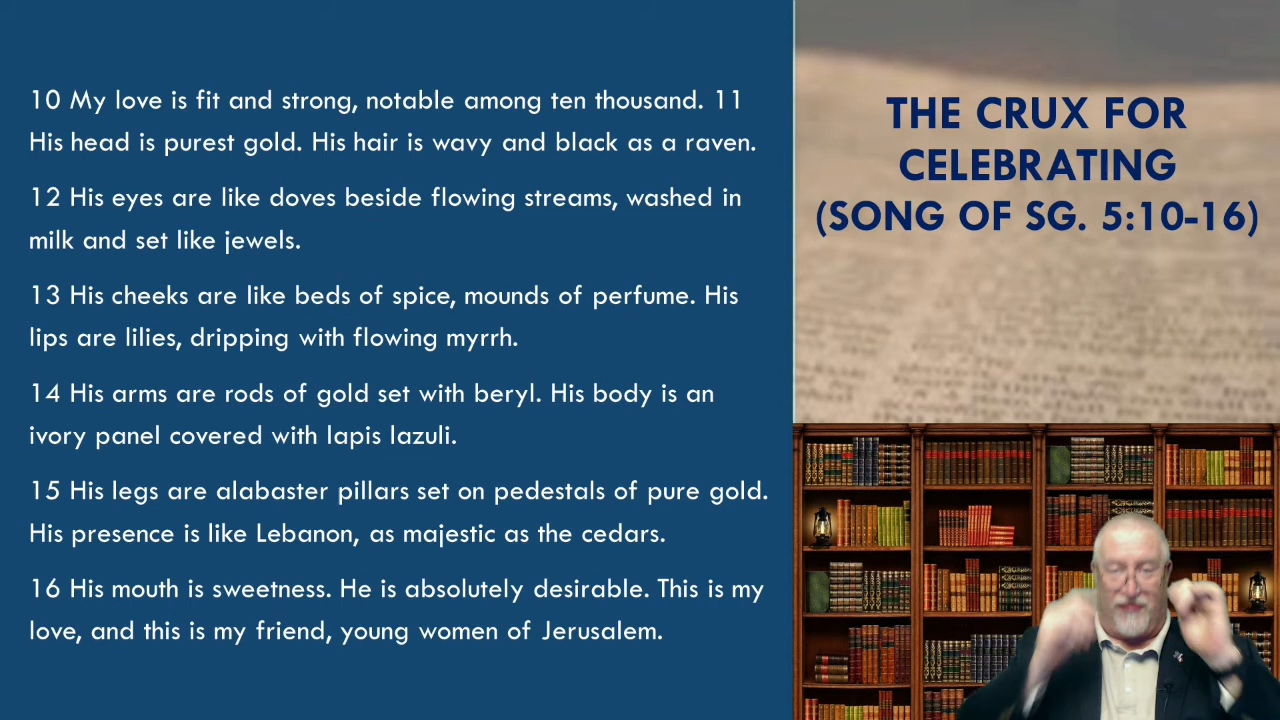 10 My love is fit and strong, notable among ten thousand. 11
His head is purest gold. His hair is wavy and black as a raven.
12 His eyes are like doves beside flowing streams, washed in
milk and set like jewels.
13 His cheeks are like beds of spice, mounds of perfume. His
lips are lilies, dripping with flowing myrrh.
14 His arms are rods of gold set with beryl. His body is an
ivory panel covered with lapis lazuli.
15 His legs are alabaster pillars set on pedestals of pure gold.
His presence is like Lebanon, as majestic as the cedars.
16 His mouth is sweetness. He is absolutely desirable. This is my
love, and this is my friend, young women of Jerusalem.
THE CRUX FOR
CELEBRATING
(SONG OF SG. 5:10-16)